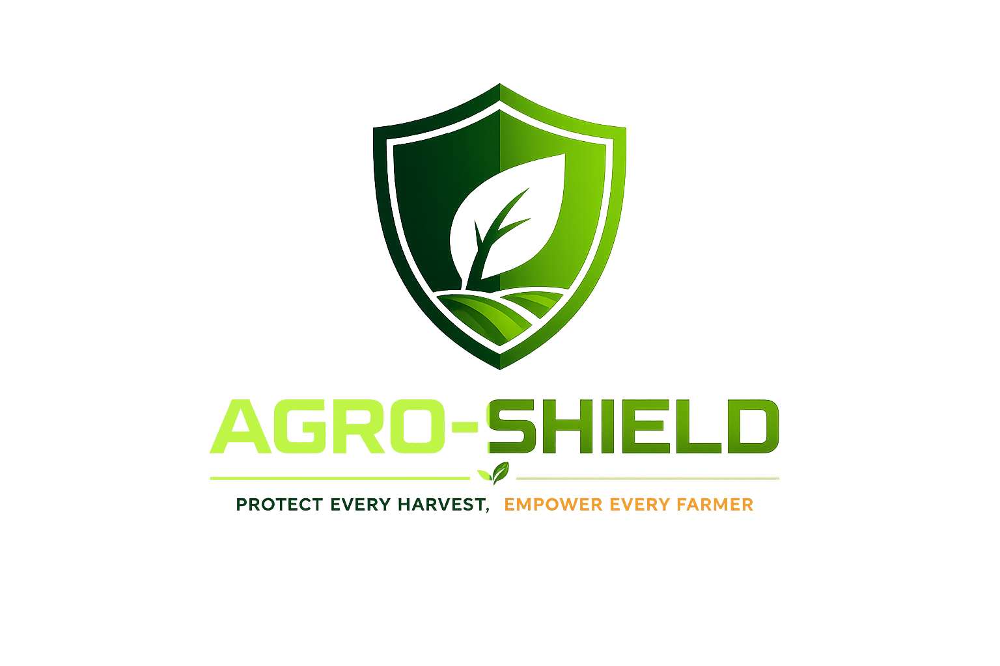 AGRO-SHIELD
PROTECT EVERY HARVEST, EMPOWER EVERY FARMER